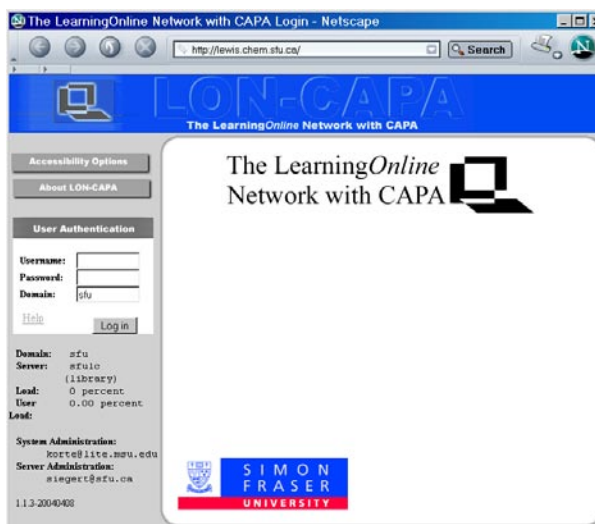 The LearningOnline Network with CAPA Login - Netscape
http://lewis.chem.sfu.ca/
Search
N
LON-CAPA
The LearningOnline Network with CAPA
Accessibility Options
About LON-CAPA
User Authentication
Username:
Password:
Domain: sfu
Help
Log in
Domain: sfu
Server: sfulc
(library)
Load: 0 percent
User 0.00 percent
Load:
System Administration:
korte@lite.msu.edu
Server Administration:
siegert@sfu.ca
1.1.3-20040408
The LearningOnline
Network with CAPA
SIMON
FRASER
UNIVERSITY